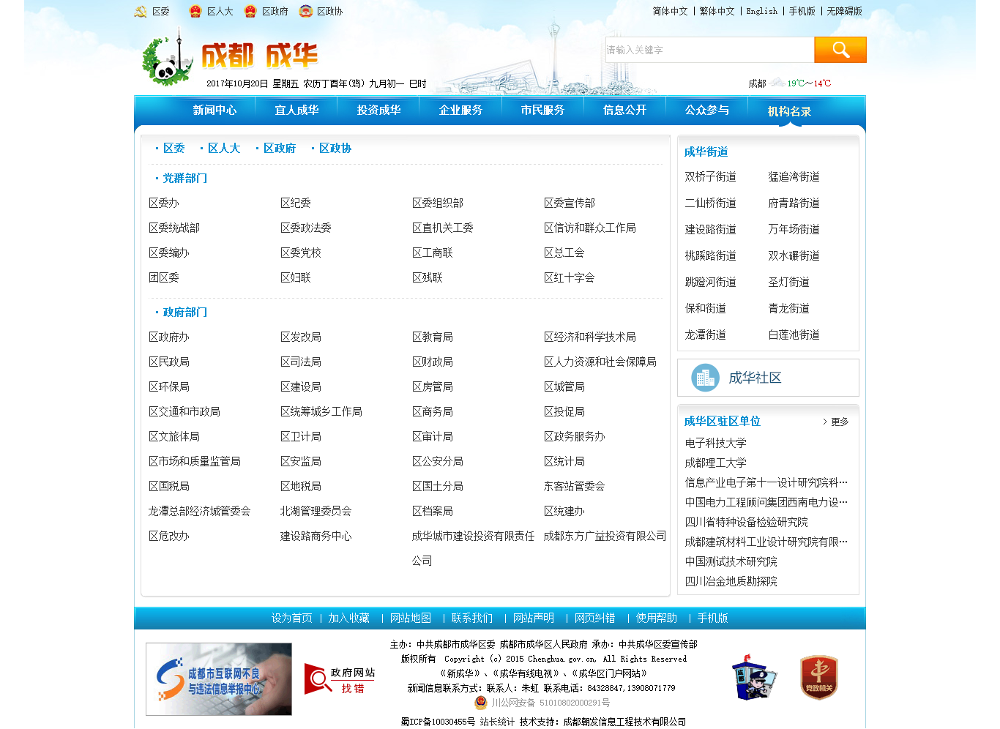 区委 区人大 区政府 区政协
简体中文 | 繁体中文 | English | 手机版 | 无障碍版
成都 成华
请输入关键字
2017年10月20日 星期五 农历丁酉年(鸡) 九月初一 巳时
成都 19℃～14℃
新闻中心 宜人成华 投资成华 企业服务 市民服务 信息公开 公众参与 机构名录
· 区委 · 区人大 · 区政府 · 区政协
· 党群部门
区委办 区纪委 区委组织部 区委宣传部
区委统战部 区委政法委 区直机关工委 区信访和群众工作局
区委编办 区委党校 区工商联 区总工会
团区委 区妇联 区残联 区红十字会
· 政府部门
区政府办 区发改局 区教育局 区经济和科学技术局
区民政局 区司法局 区财政局 区人力资源和社会保障局
区环保局 区建设局 区房管局 区城管局
区交通和市政局 区统筹城乡工作局 区商务局 区投促局
区文旅体局 区卫计局 区审计局 区政务服务办
区市场和质量监管局 区安监局 区公安分局 区统计局
区国税局 区地税局 区国土分局 东客站管委会
龙潭总部经济城管委会 北湖管理委员会 区档案局 区统建办
区危改办 建设路商务中心 成华城市建设投资有限责任 成都东方广益投资有限公司
公司
成华街道
双桥子街道 猛追湾街道
二仙桥街道 府青路街道
建设路街道 万年场街道
桃蹊路街道 双水碾街道
跳蹬河街道 圣灯街道
保和街道 青龙街道
龙潭街道 白莲池街道
成华社区
成华区驻区单位 > 更多
电子科技大学
成都理工大学
信息产业电子第十一设计研究院科…
中国电力工程顾问集团西南电力设…
四川省特种设备检验研究院
成都建筑材料工业设计研究院有限…
中国测试技术研究院
四川冶金地质勘探院
设为首页 | 加入收藏 | 网站地图 | 联系我们 | 网站声明 | 网页纠错 | 使用帮助 | 手机版
成都市互联网不良
与违法信息举报中心
政府网站
找错
主办：中共成都市成华区委 成都市成华区人民政府 承办：中共成华区委宣传部
版权所有 Copyright (c) 2015 Chenghua.gov.cn, All Rights Reserved
《新成华》、《成华有线电视》、《成华区门户网站》
新闻信息联系方式：联系人：朱虹 联系电话：84328847,13908071779
川公网安备 51010802000291号
蜀ICP备10030455号 站长统计 技术支持：成都朝发信息工程技术有限公司
党政机关